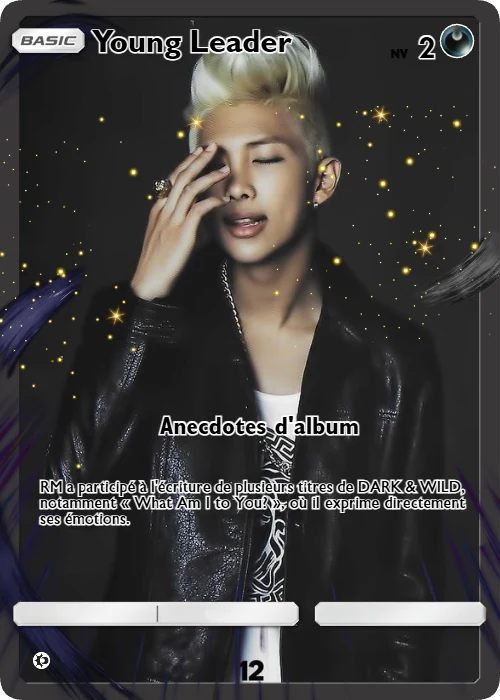 BASIC Young Leader NV 2
Anecdotes d'album
RM a participé à l'écriture de plusieurs titres de DARK & WILD,
notamment « What Am I to You? », où il exprime directement
ses émotions.
12